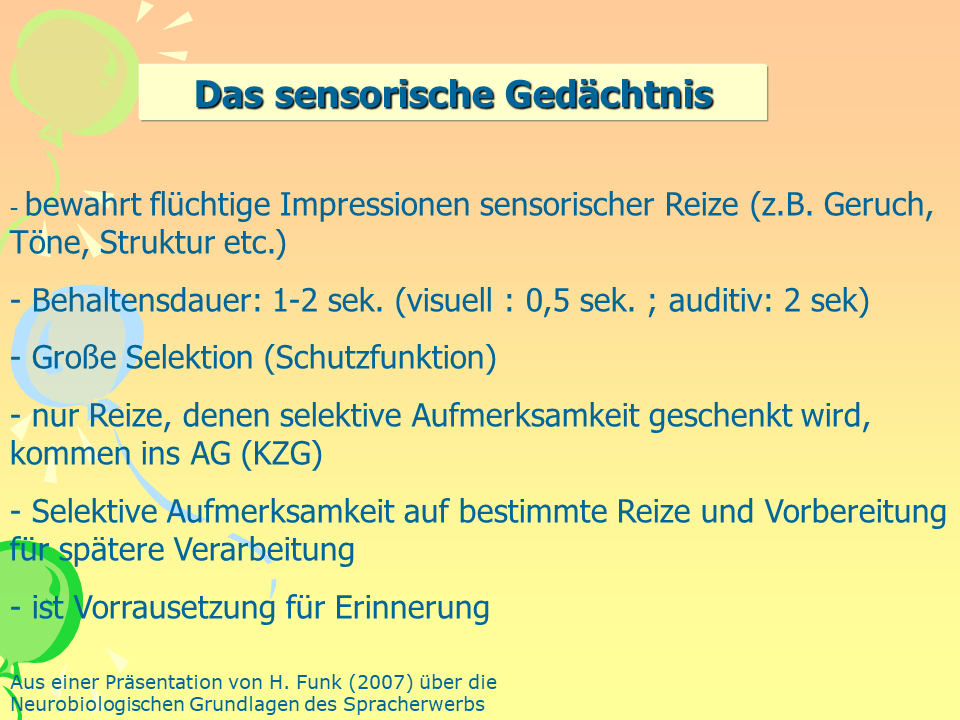 Das sensorische Gedächtnis
- bewahrt flüchtige Impressionen sensorischer Reize (z.B. Geruch,
Töne, Struktur etc.)
- Behaltensdauer: 1-2 sek. (visuell : 0,5 sek. ; auditiv: 2 sek)
- Große Selektion (Schutzfunktion)
- nur Reize, denen selektive Aufmerksamkeit geschenkt wird,
kommen ins AG (KZG)
- Selektive Aufmerksamkeit auf bestimmte Reize und Vorbereitung
für spätere Verarbeitung
- ist Vorrausetzung für Erinnerung
Aus einer Präsentation von H. Funk (2007) über die
Neurobiologischen Grundlagen des Spracherwerbs